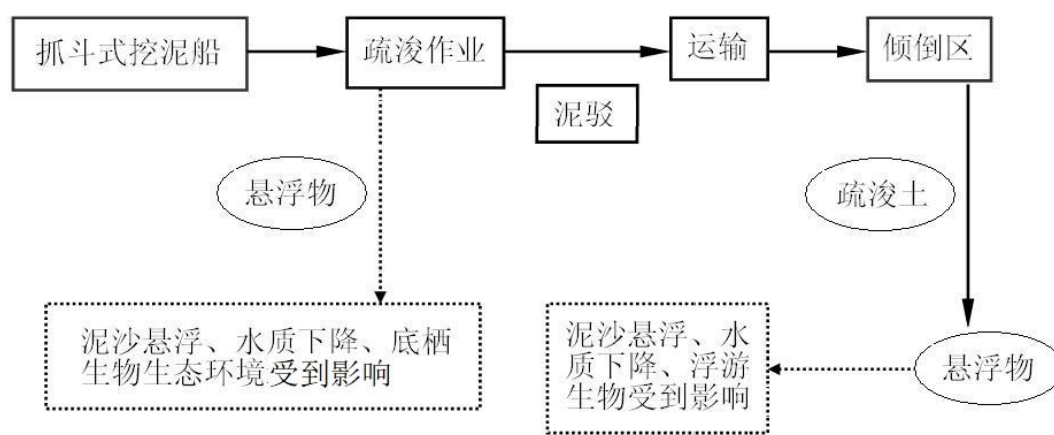 抓斗式挖泥船
疏浚作业
运输
倾倒区
泥驳
悬浮物
疏浚土
泥沙悬浮、水质下降、底栖
生物生态环境受到影响
泥沙悬浮、水
质下降、浮游
生物受到影响
悬浮物